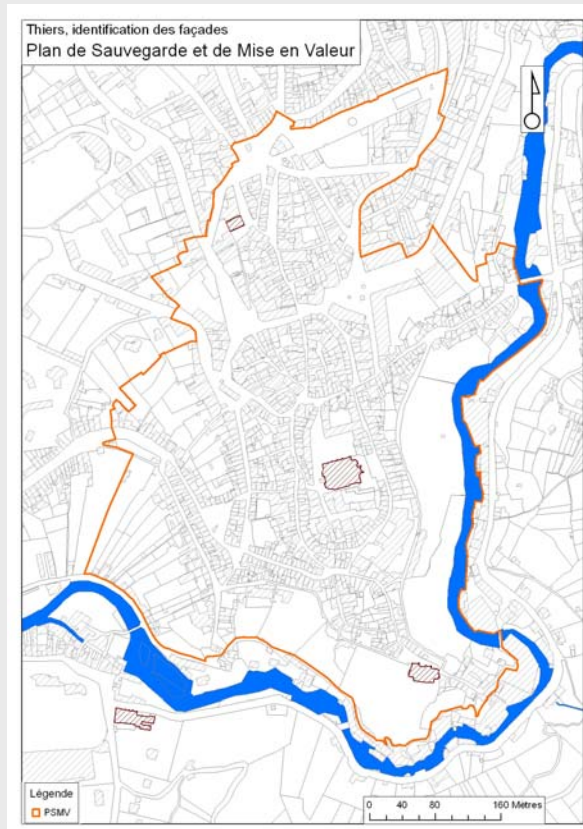 Thiers, identification des façades
Plan de Sauvegarde et de Mise en Valeur
Légende
PSMV
0 40 80 160 Mètres